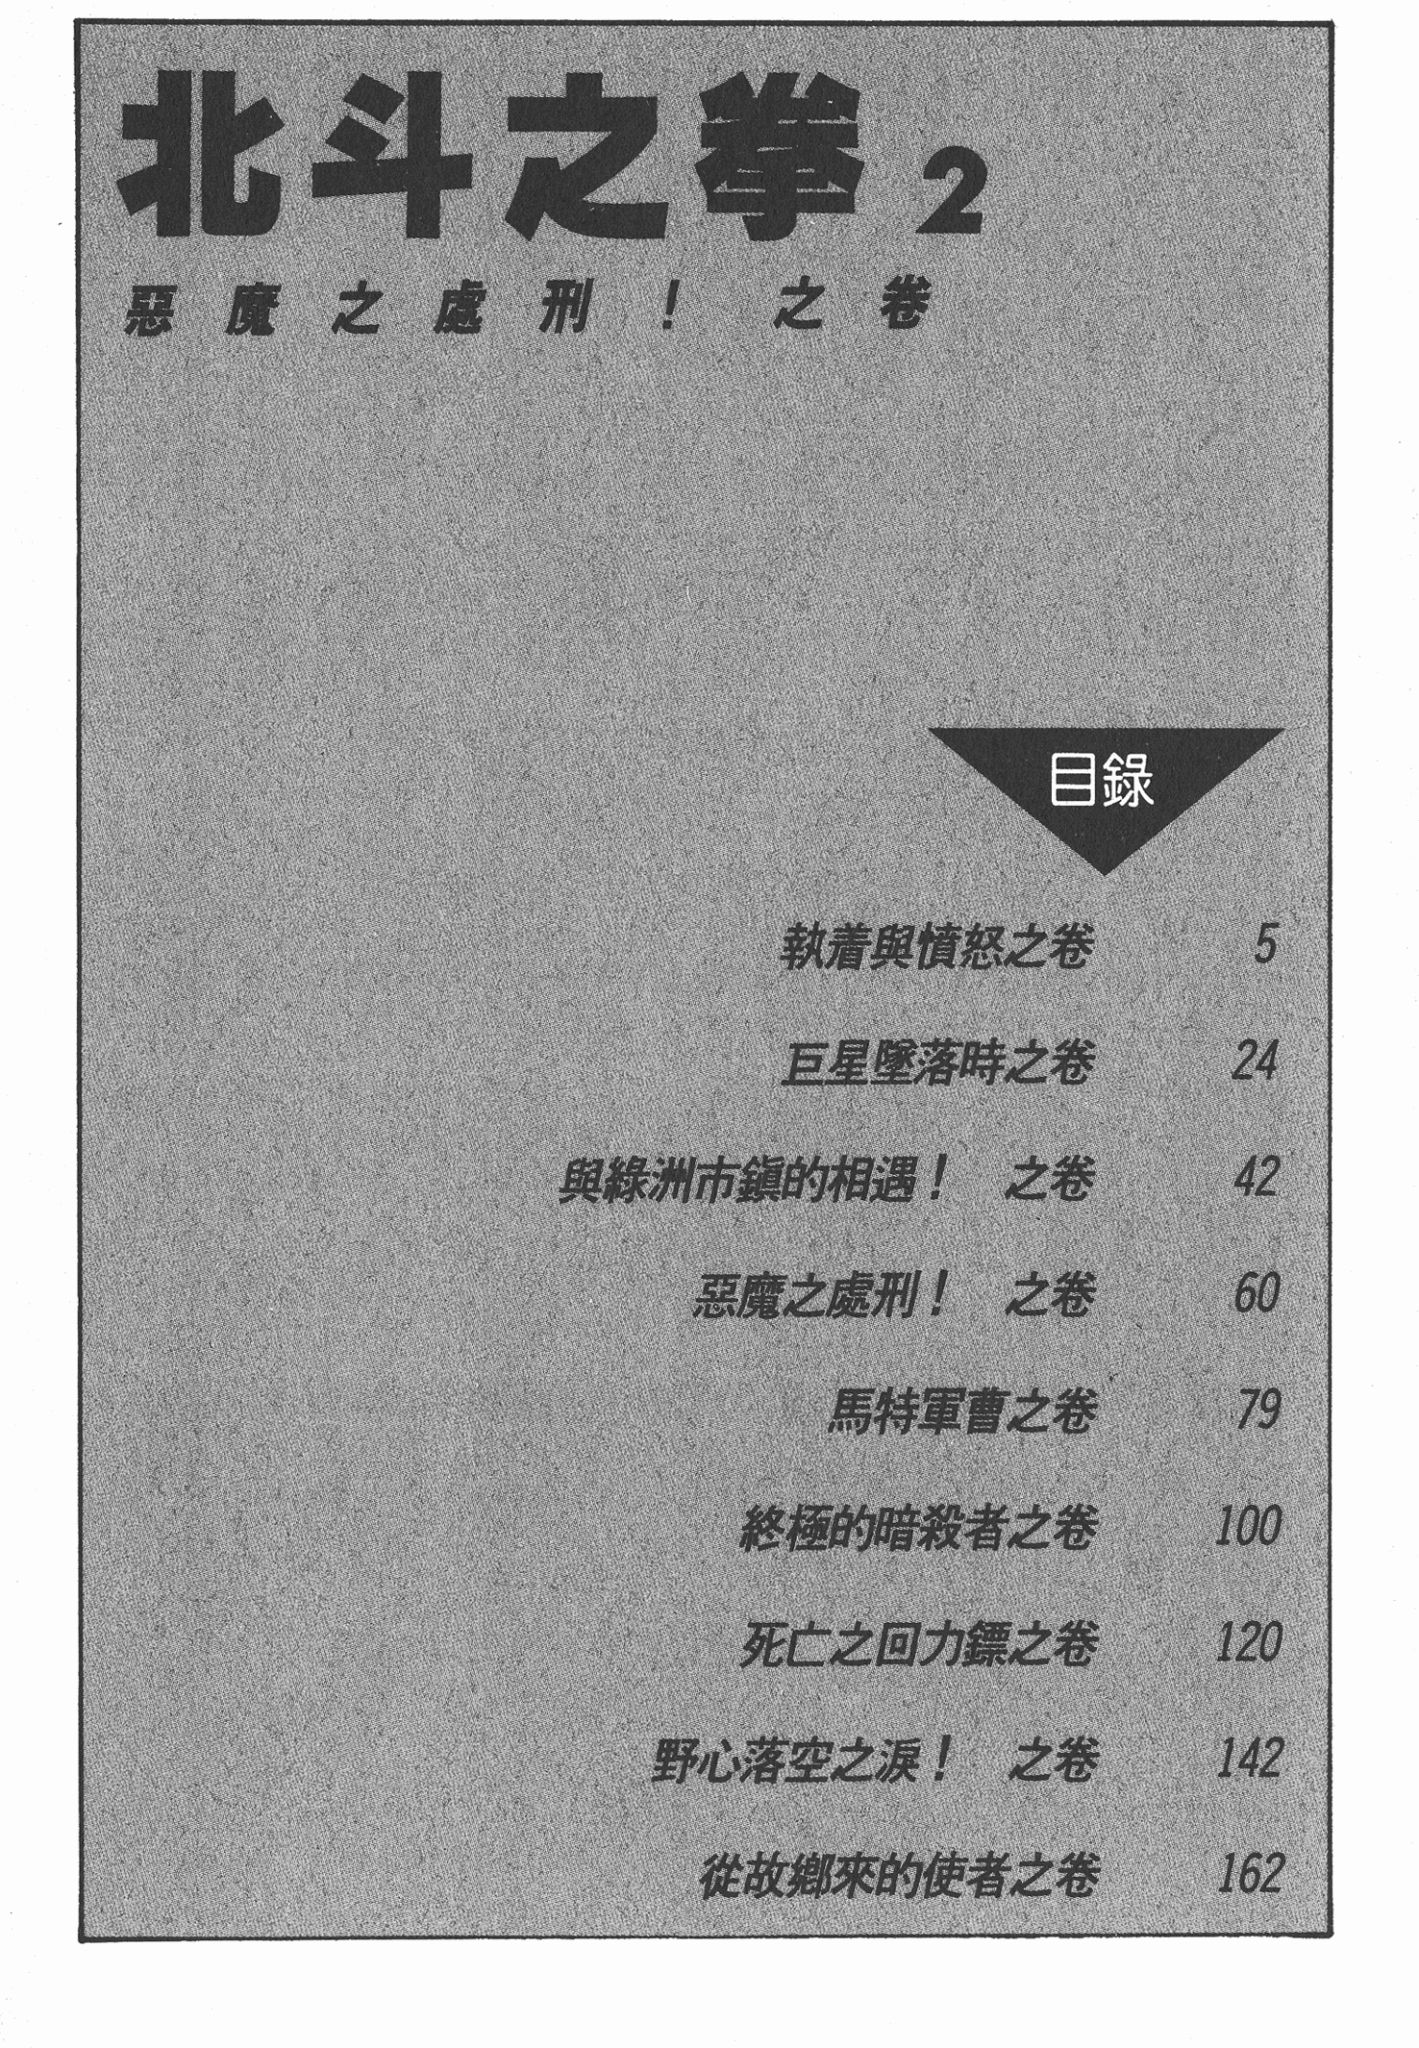 北斗之拳 2
惡魔之處刑！ 之卷
目錄
執着與憤怒之卷 5
巨星墜落時之卷 24
與綠洲市鎭的相遇！ 之卷 42
惡魔之處刑！ 之卷 60
馬特軍曹之卷 79
終極的暗殺者之卷 100
死亡之回力鏢之卷 120
野心落空之淚！ 之卷 142
從故鄉來的使者之卷 162